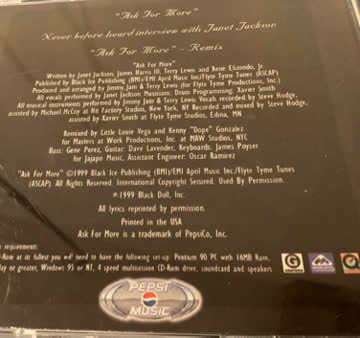 "Ask For More"
Never before heard interview with Janet Jackson
"Ask For More" - Remix
"Ask For More"
Written by Janet Jackson, James Harris III, Terry Lewis and René Elizondo, Jr.
Published by Black Ice Publishing (BMI)/EMI April Music Inc/Flyte Tyme Tunes (ASCAP)
Produced and arranged by Jimmy Jam & Terry Lewis (for Flyte Tyme Productions, Inc.)
All vocals performed by Janet Jackson Musicians: Drum Programming: Xavier Smith
All musical instruments performed by Jimmy Jam & Terry Lewis Vocals recorded by Steve Hodge,
assisted by Michael McCoy at Hit Factory Studios, New York, NY Recorded and mixed by Steve Hodge,
assisted by Xavier Smith at Flyte Tyme Studios, Edina, MN
Remixed by Little Louie Vega and Kenny "Dope" Gonzalez
for Masters at Work Productions, Inc. at MAW Studios, NYC
Bass: Gene Perez, Guitar: Dave Lavender, Keyboards: James Poyser
for Jajapo Music, Assistant Engineer: Oscar Ramirez
"Ask For More" ©1999 Black Ice Publishing (BMI)/EMI April Music Inc./Flyte Tyme Tunes
(ASCAP). All Rights Reserved. International Copyright Secured. Used By Permission.
℗1999 Black Doll, Inc.
All lyrics reprinted by permission.
Printed in the USA
Ask For More is a trademark of PepsiCo, Inc.
requirements:
-Rom at its fullest you will need to have the following set-up: Pentium 90 PC with 16MB Ram,
lay or greater, Windows 95 or NT, 4 speed multisession CD-Rom drive, soundcard and speakers
PEPSI
MUSIC